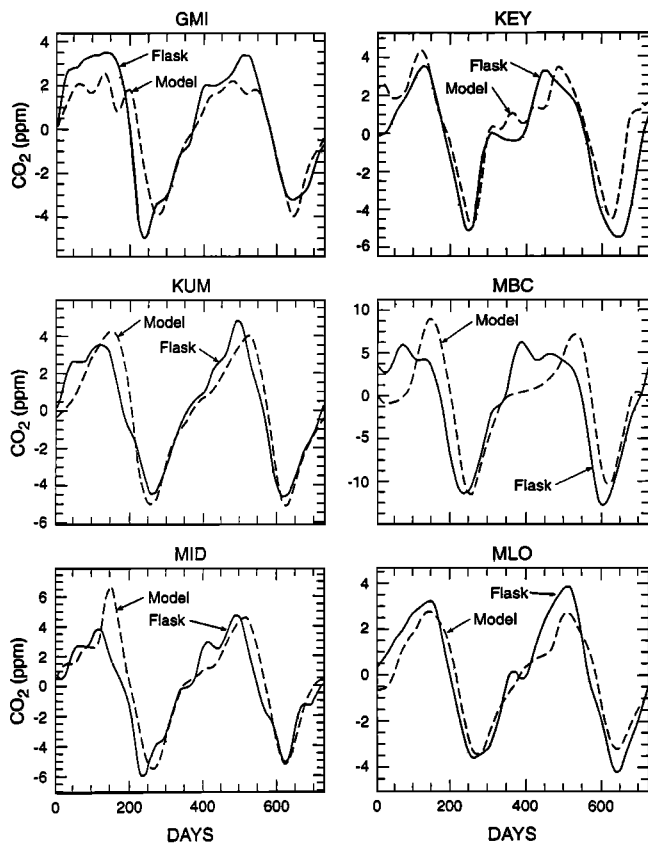 GMI
4
2
0
-2
-4
CO₂ (ppm)
Flask
Model
KEY
4
2
0
-2
-4
-6
Flask
Model
KUM
4
2
0
-2
-4
-6
CO₂ (ppm)
Model
Flask
MBC
10
5
0
-5
-10
Model
Flask
MID
6
4
2
0
-2
-4
-6
CO₂ (ppm)
Model
Flask
0
200
400
600
DAYS
MLO
4
2
0
-2
-4
Flask
Model
0
200
400
600
DAYS